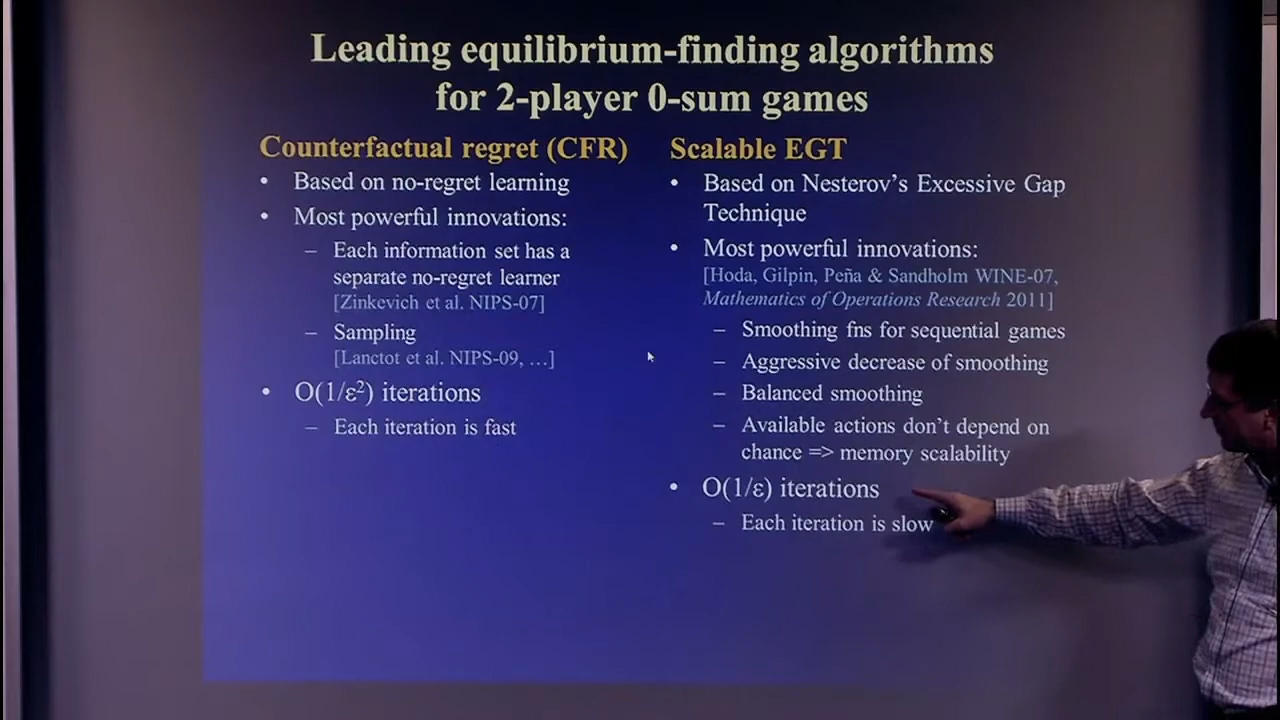 Leading equilibrium-finding algorithms
for 2-player 0-sum games
Counterfactual regret (CFR)
• Based on no-regret learning
• Most powerful innovations:
– Each information set has a
separate no-regret learner
[Zinkevich et al. NIPS-07]
– Sampling
[Lanctot et al. NIPS-09, …]
• O(1/ε²) iterations
– Each iteration is fast
Scalable EGT
• Based on Nesterov’s Excessive Gap
Technique
• Most powerful innovations:
[Hoda, Gilpin, Peña & Sandholm WINE-07,
Mathematics of Operations Research 2011]
– Smoothing fns for sequential games
– Aggressive decrease of smoothing
– Balanced smoothing
– Available actions don’t depend on
chance => memory scalability
• O(1/ε) iterations
– Each iteration is slow